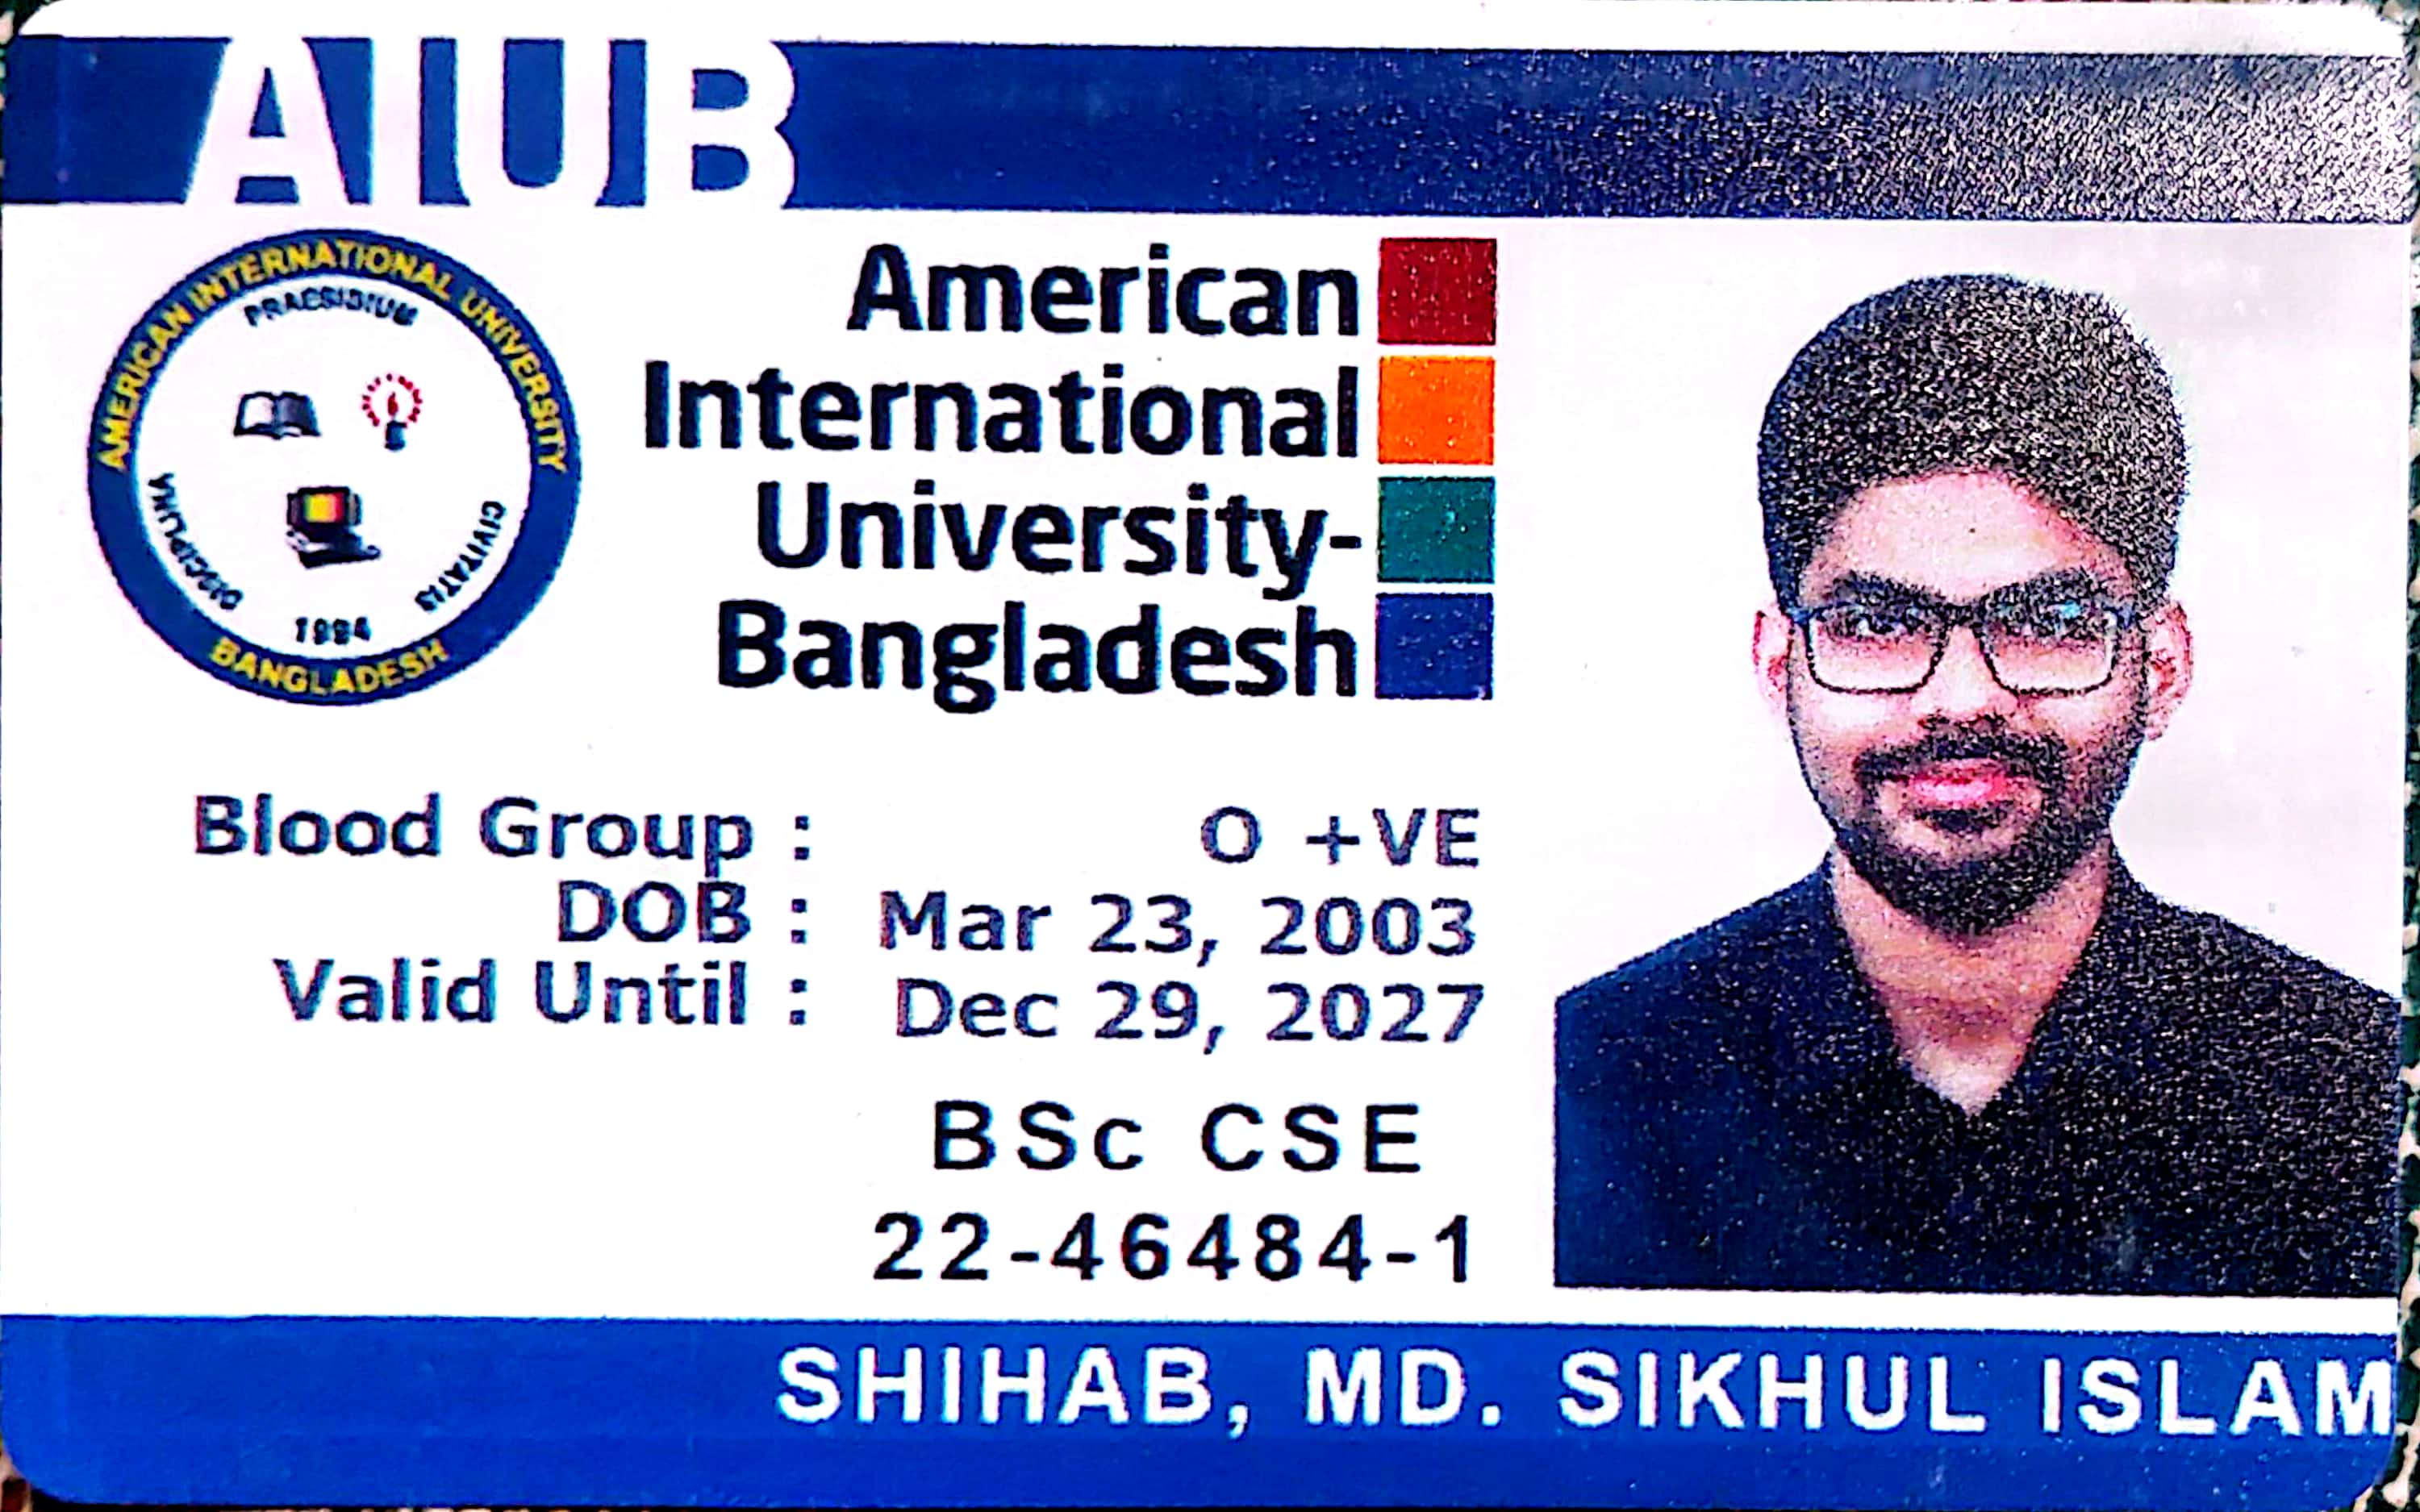 AIUB
AMERICAN INTERNATIONAL UNIVERSITY
PRAESIDIUM
DISCIPLINA
CIVITATIS
1994
BANGLADESH
American
International
University-
Bangladesh
Blood Group : O +VE
DOB : Mar 23, 2003
Valid Until : Dec 29, 2027
BSc CSE
22-46484-1
SHIHAB, MD. SIKHUL ISLAM